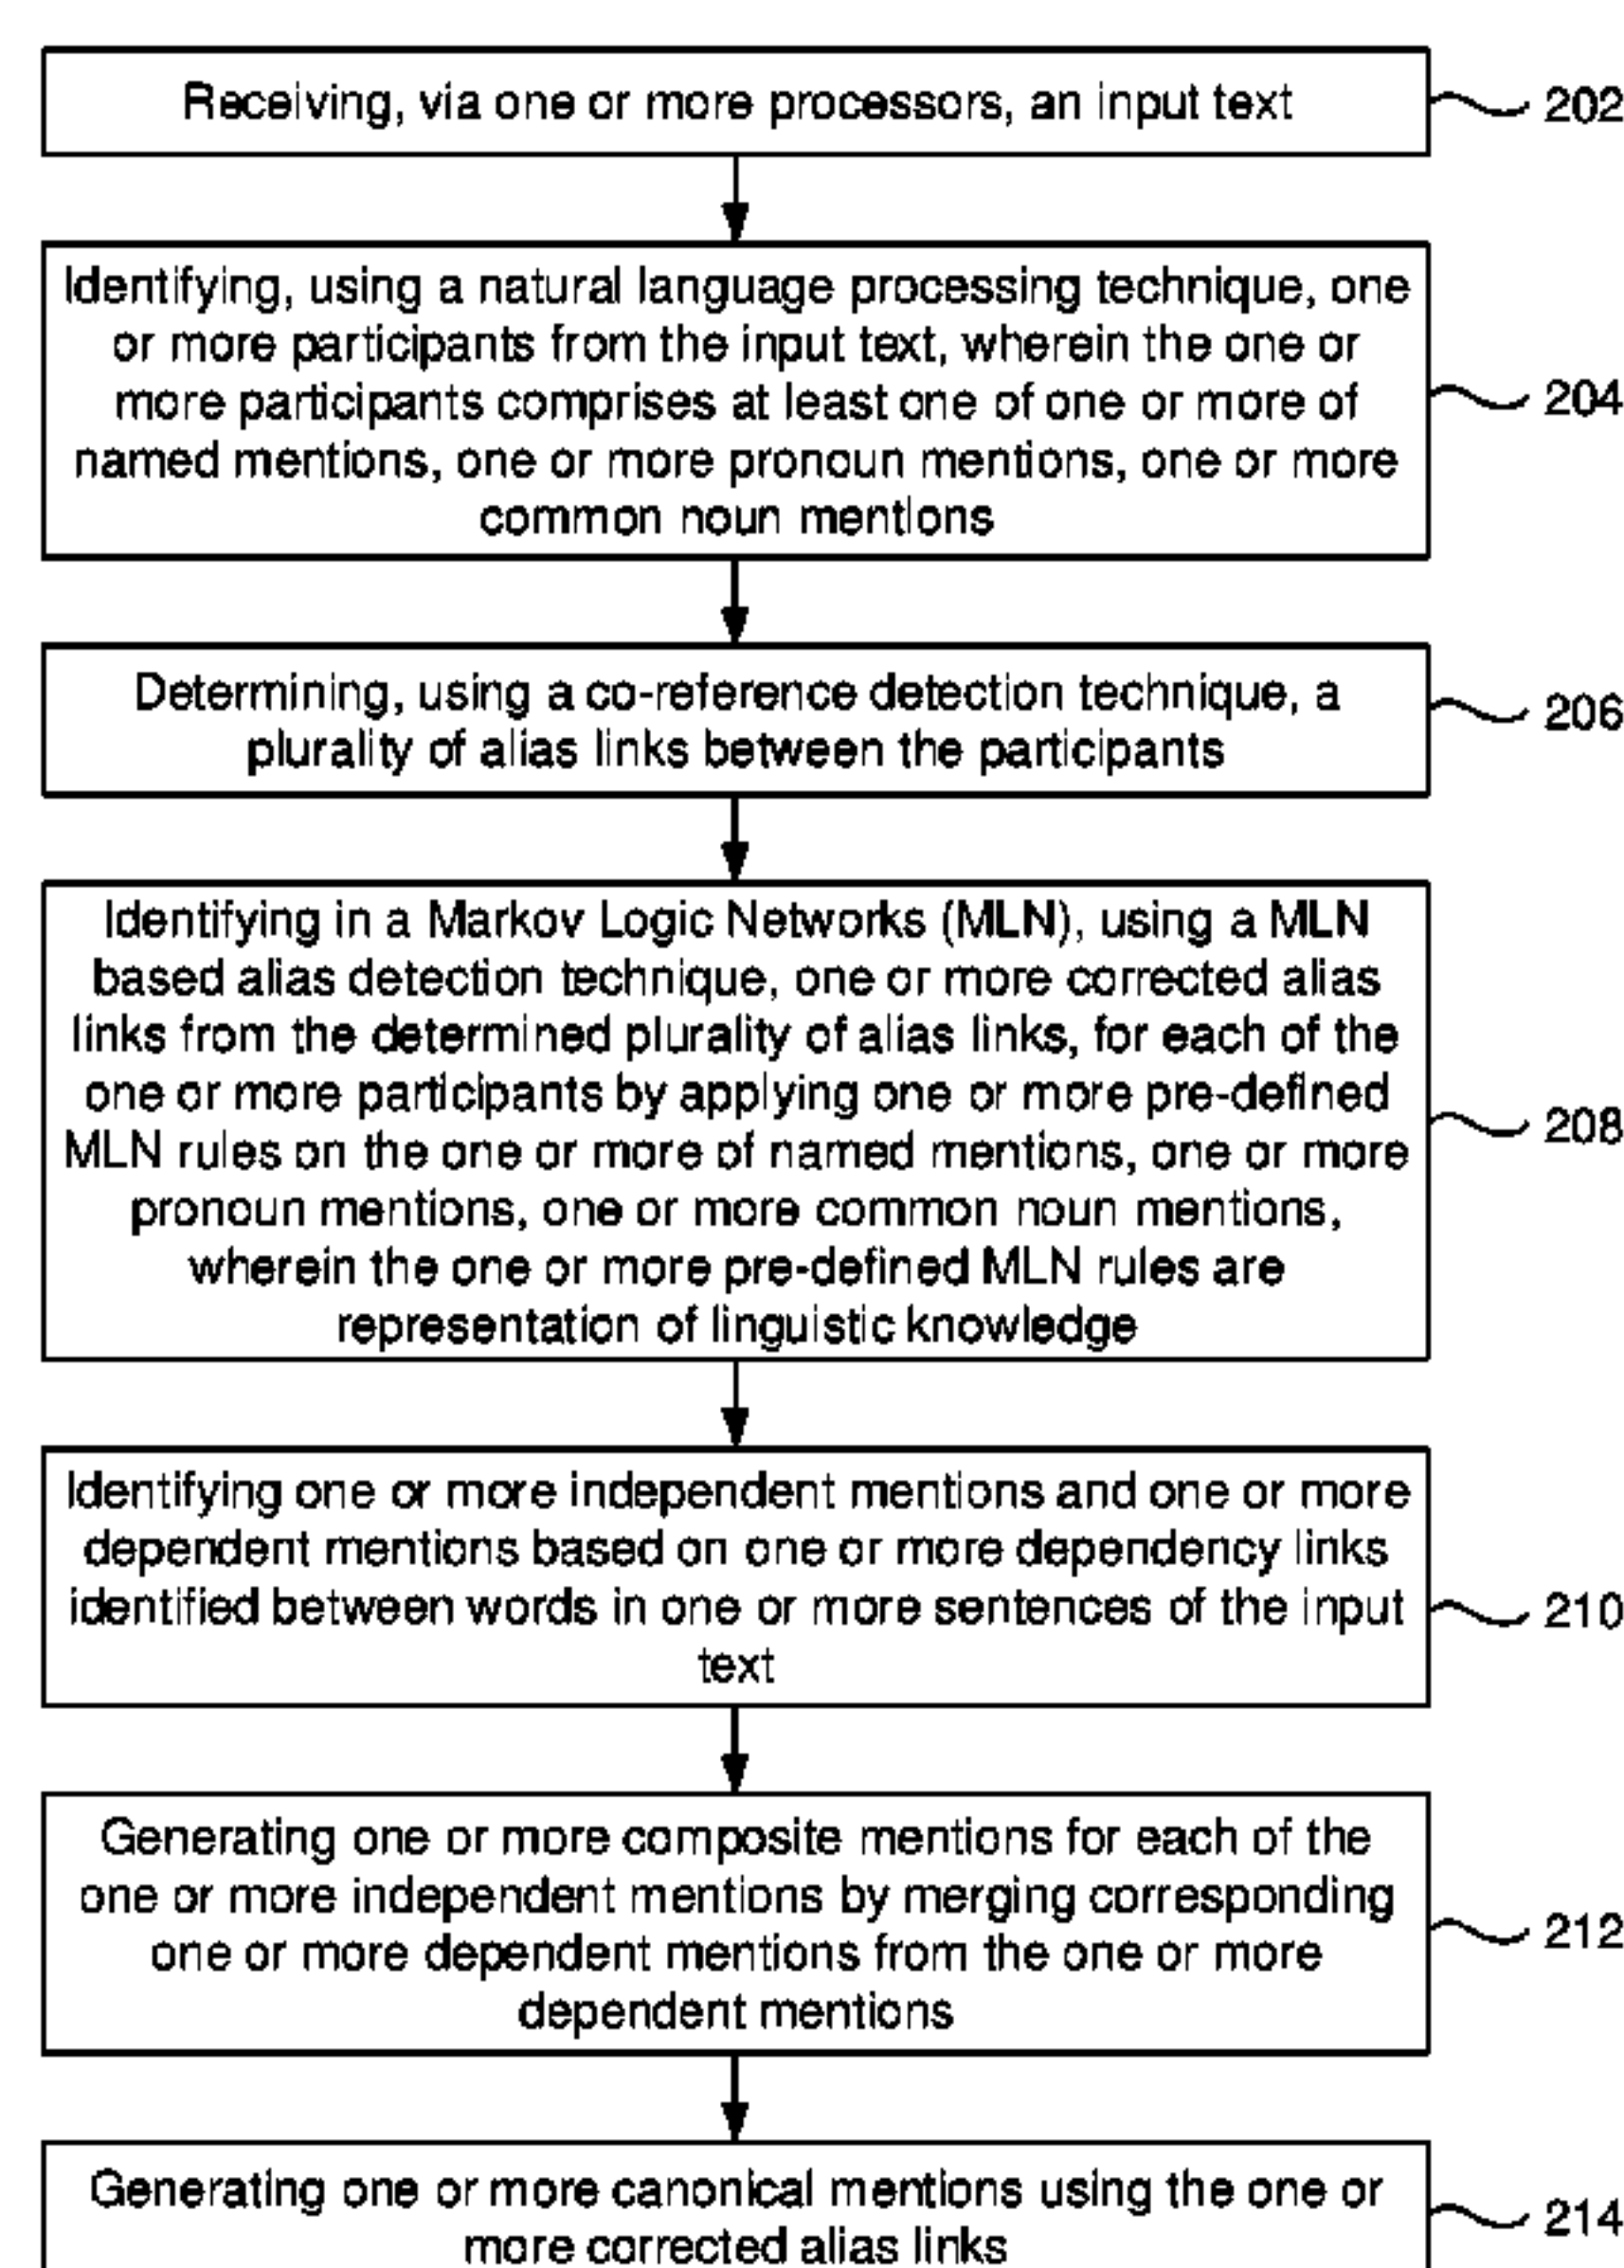 Receiving, via one or more processors, an input text
202
Identifying, using a natural language processing technique, one
or more participants from the input text, wherein the one or
more participants comprises at least one of one or more of
named mentions, one or more pronoun mentions, one or more
common noun mentions
204
Determining, using a co-reference detection technique, a
plurality of alias links between the participants
206
Identifying in a Markov Logic Networks (MLN), using a MLN
based alias detection technique, one or more corrected alias
links from the determined plurality of alias links, for each of the
one or more participants by applying one or more pre-defined
MLN rules on the one or more of named mentions, one or more
pronoun mentions, one or more common noun mentions,
wherein the one or more pre-defined MLN rules are
representation of linguistic knowledge
208
Identifying one or more independent mentions and one or more
dependent mentions based on one or more dependency links
identified between words in one or more sentences of the input
text
210
Generating one or more composite mentions for each of the
one or more independent mentions by merging corresponding
one or more dependent mentions from the one or more
dependent mentions
212
Generating one or more canonical mentions using the one or
more corrected alias links
214